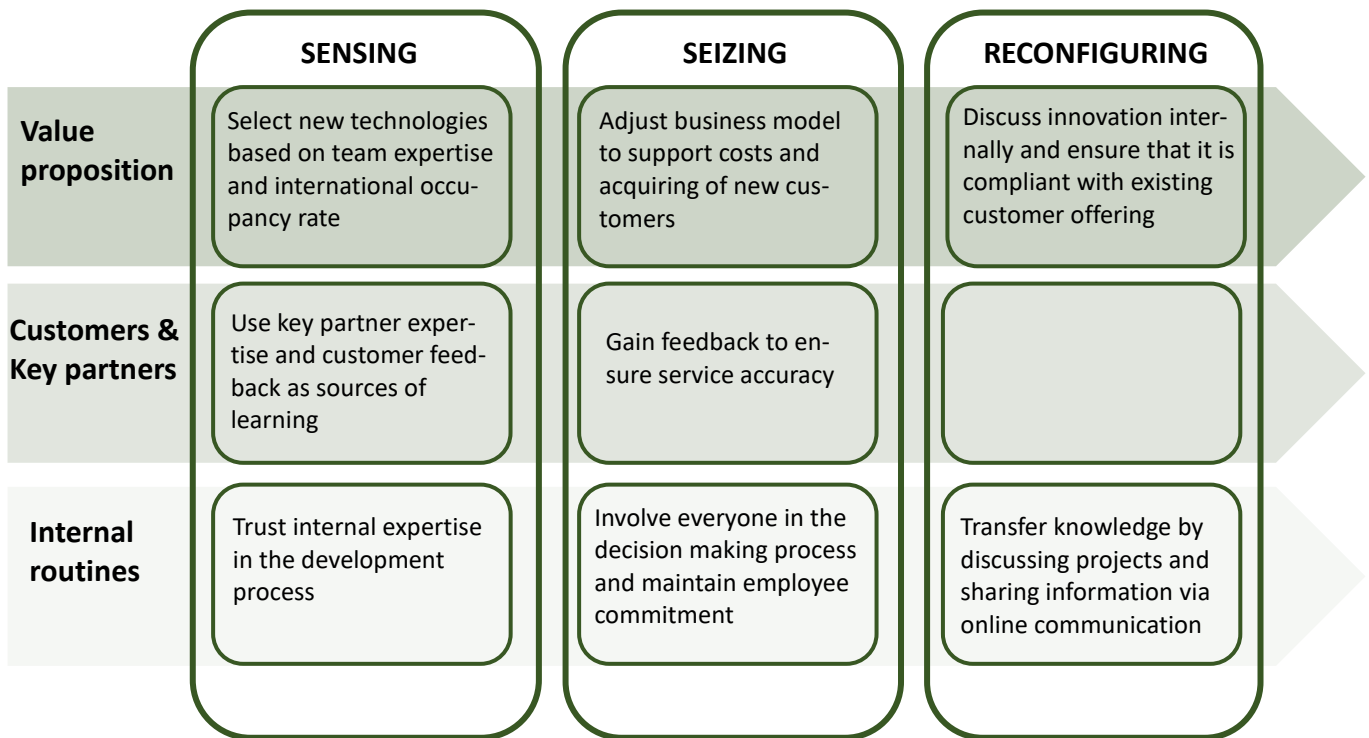 SENSING
SEIZING
RECONFIGURING
Value
proposition
Select new technologies
based on team expertise
and international occu-
pancy rate
Adjust business model
to support costs and
acquiring of new cus-
tomers
Discuss innovation inter-
nally and ensure that it is
compliant with existing
customer offering
Customers &
Key partners
Use key partner exper-
tise and customer feed-
back as sources of
learning
Gain feedback to en-
sure service accuracy
Internal
routines
Trust internal expertise
in the development
process
Involve everyone in the
decision making process
and maintain employee
commitment
Transfer knowledge by
discussing projects and
sharing information via
online communication